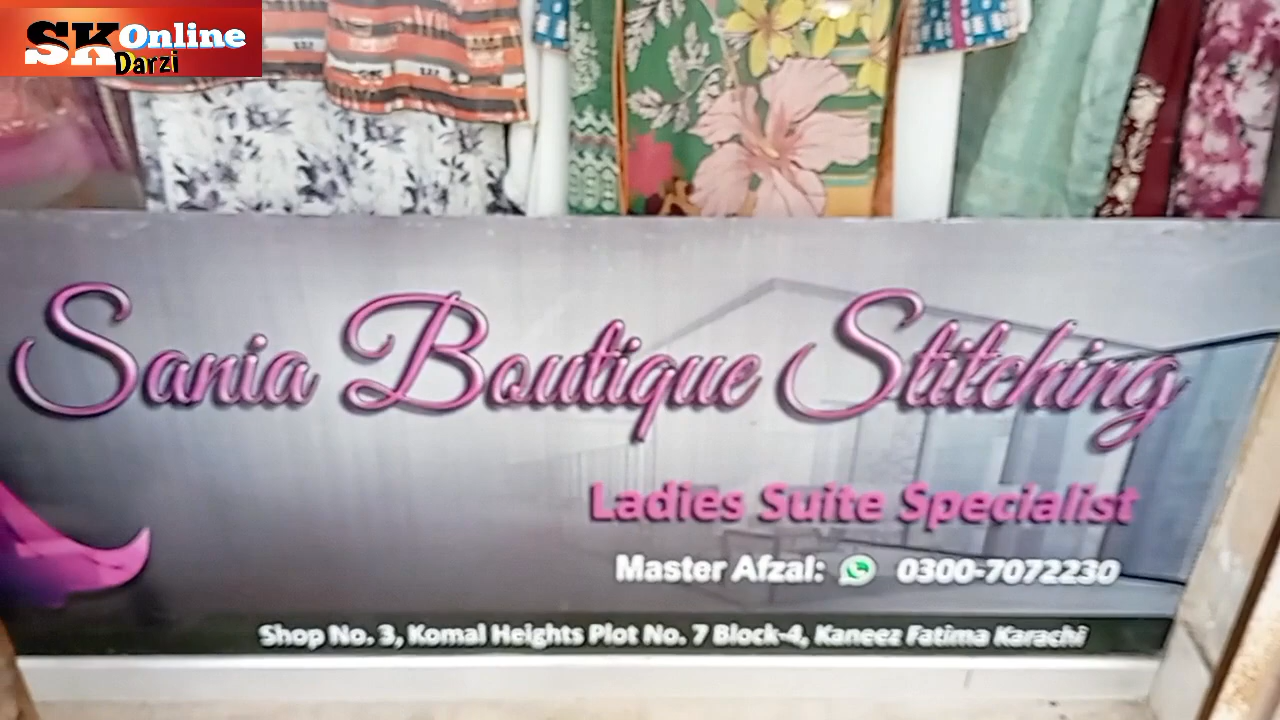 SK Online
Darzi
Sania Boutique Stitching
Ladies Suite Specialist
Master Afzal: 0300-7072230
Shop No. 3, Komal Heights Plot No. 7 Block-4, Kaneez Fatima Karachi